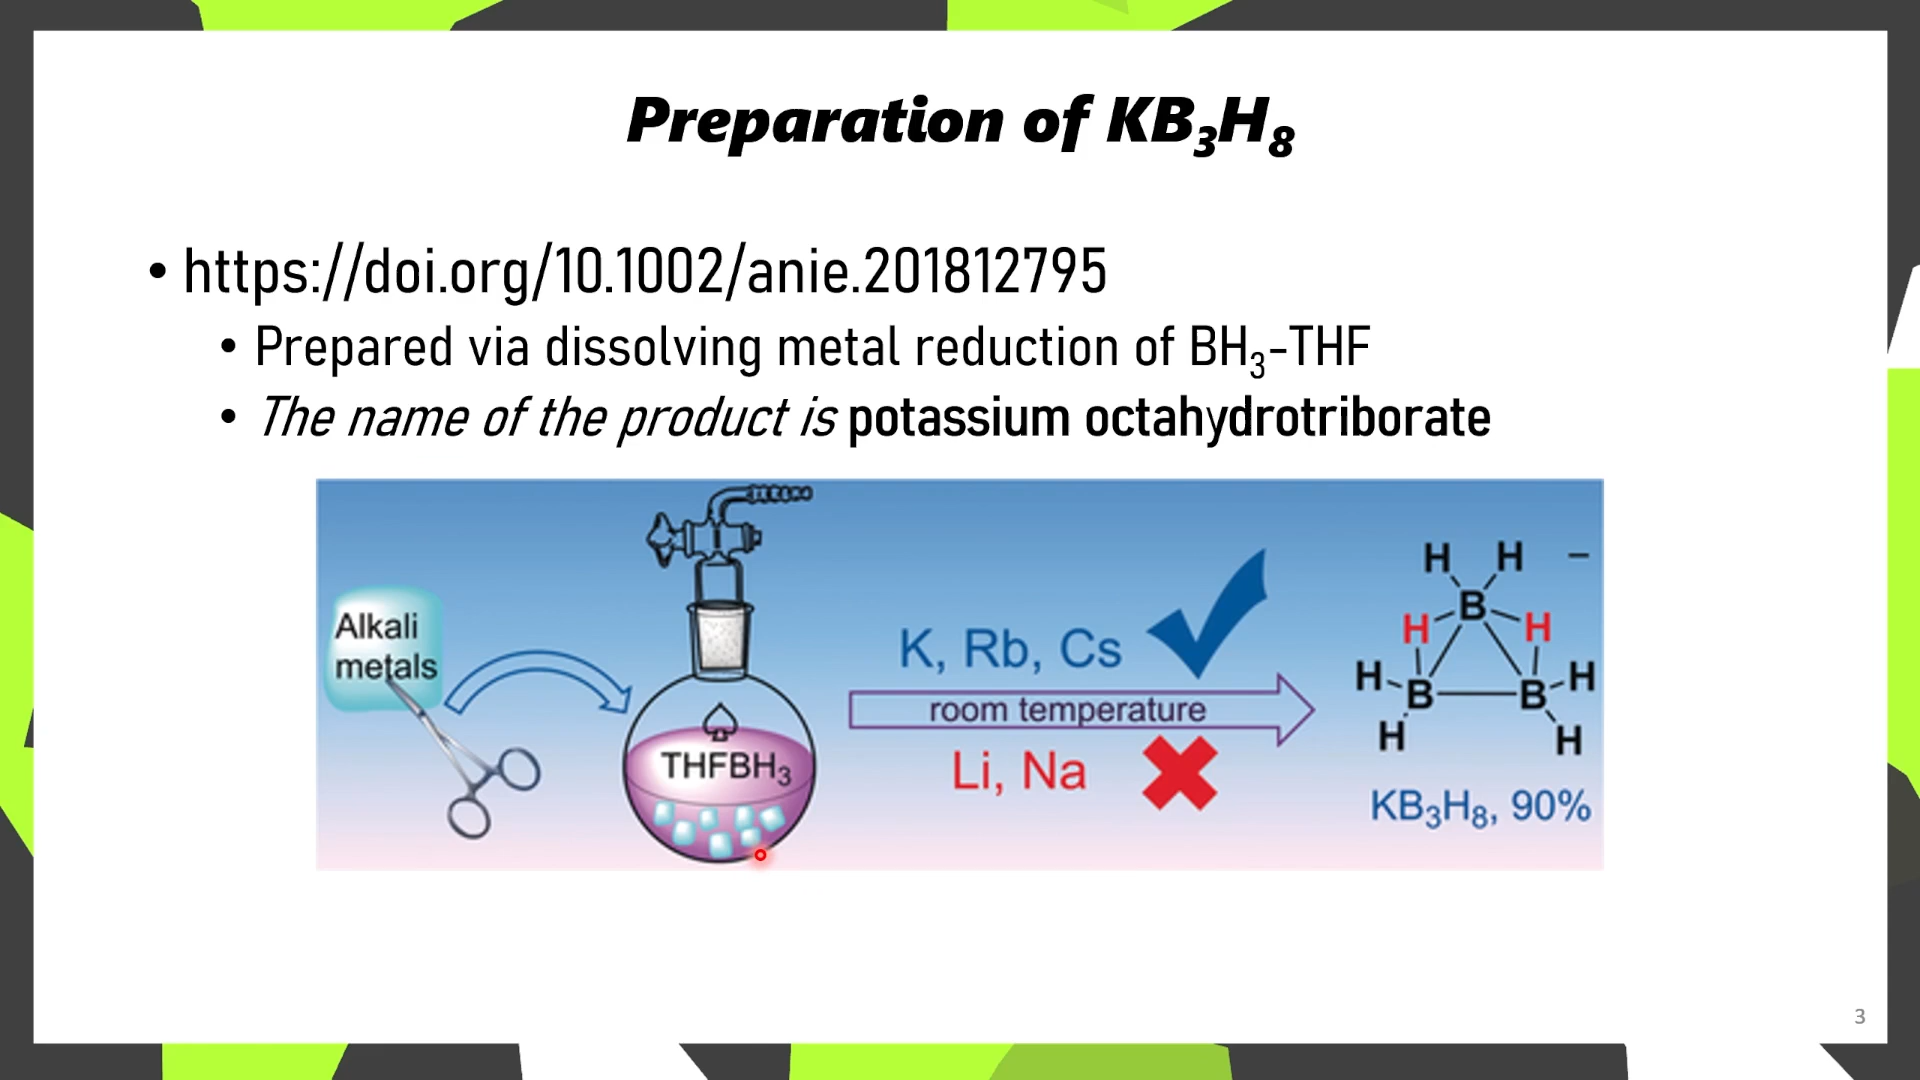 Preparation of KB₃H₈
• https://doi.org/10.1002/anie.201812795
• Prepared via dissolving metal reduction of BH₃-THF
• The name of the product is potassium octahydrotriborate
Alkali
metals
THFBH₃
K, Rb, Cs
room temperature
Li, Na
H H −
B
H H
H B B H
H H
KB₃H₈, 90%
3